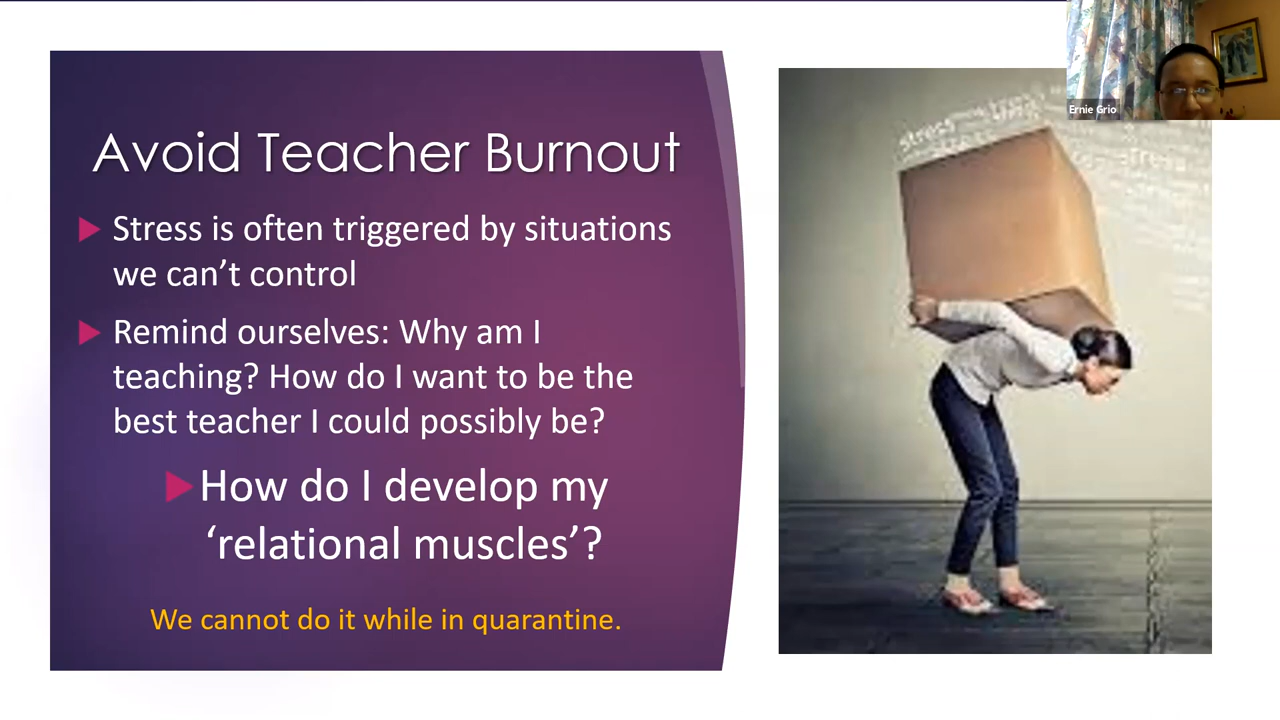 Avoid Teacher Burnout
Stress is often triggered by situations
we can’t control
Remind ourselves: Why am I
teaching? How do I want to be the
best teacher I could possibly be?
How do I develop my
‘relational muscles’?
We cannot do it while in quarantine.
Ernie Grio
stress